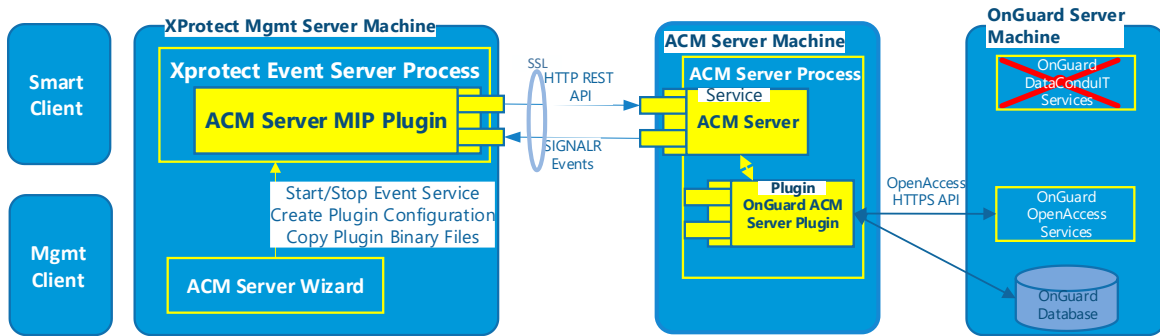 Smart
Client
Mgmt
Client
XProtect Mgmt Server Machine
Xprotect Event Server Process
ACM Server MIP Plugin
Start/Stop Event Service
Create Plugin Configuration
Copy Plugin Binary Files
ACM Server Wizard
SSL
HTTP REST
API
SIGNALR
Events
ACM Server Machine
ACM Server Process
Service
ACM Server
Plugin
OnGuard ACM
Server Plugin
OpenAccess
HTTPS API
OnGuard Server
Machine
OnGuard
DataConduIT
Services
OnGuard
OpenAccess
Services
OnGuard
Database